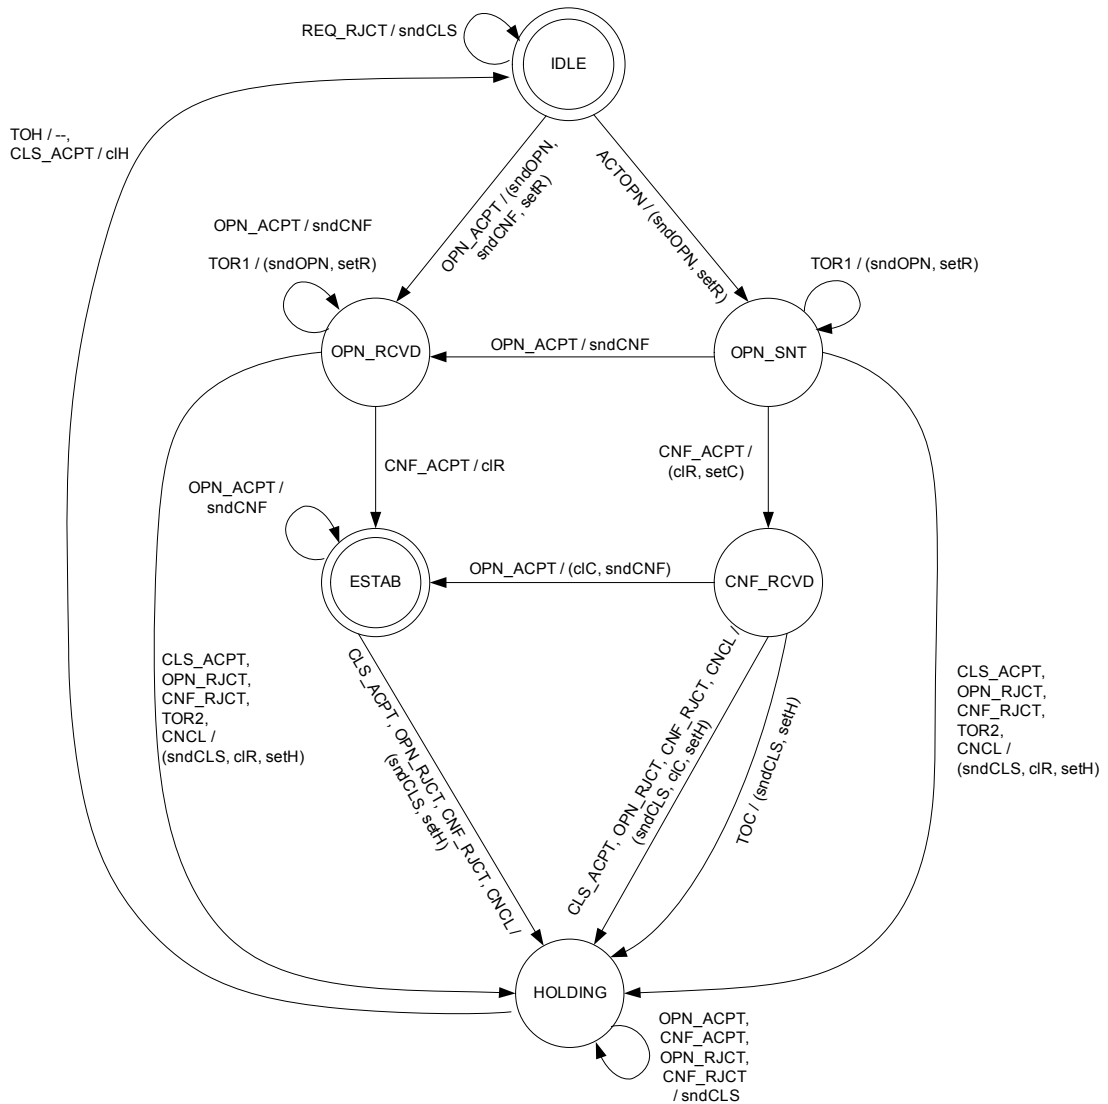 REQ_RJCT / sndCLS
IDLE
TOH / --,
CLS_ACPT / clH
OPN_ACPT / (sndOPN,
sndCNF, setR)
ACTOPN / (sndOPN, setR)
OPN_ACPT / sndCNF
TOR1 / (sndOPN, setR)
TOR1 / (sndOPN, setR)
OPN_RCVD
OPN_ACPT / sndCNF
OPN_SNT
CNF_ACPT / clR
CNF_ACPT /
(clR, setC)
OPN_ACPT /
sndCNF
ESTAB
OPN_ACPT / (clC, sndCNF)
CNF_RCVD
CLS_ACPT,
OPN_RJCT,
CNF_RJCT,
TOR2,
CNCL /
(sndCLS, clR, setH)
CLS_ACPT, OPN_RJCT, CNF_RJCT, CNCL /
(sndCLS, setH)
CLS_ACPT, OPN_RJCT, CNF_RJCT, CNCL /
(sndCLS, clC, setH)
TOC / (sndCLS, setH)
CLS_ACPT,
OPN_RJCT,
CNF_RJCT,
TOR2,
CNCL /
(sndCLS, clR, setH)
HOLDING
OPN_ACPT,
CNF_ACPT,
OPN_RJCT,
CNF_RJCT
/ sndCLS